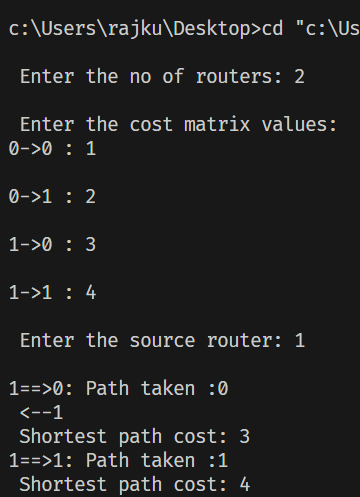 c:\Users\rajku\Desktop>cd "c:\Us
Enter the no of routers: 2
Enter the cost matrix values:
0->0 : 1
0->1 : 2
1->0 : 3
1->1 : 4
Enter the source router: 1
1==>0: Path taken :0
<--1
Shortest path cost: 3
1==>1: Path taken :1
Shortest path cost: 4